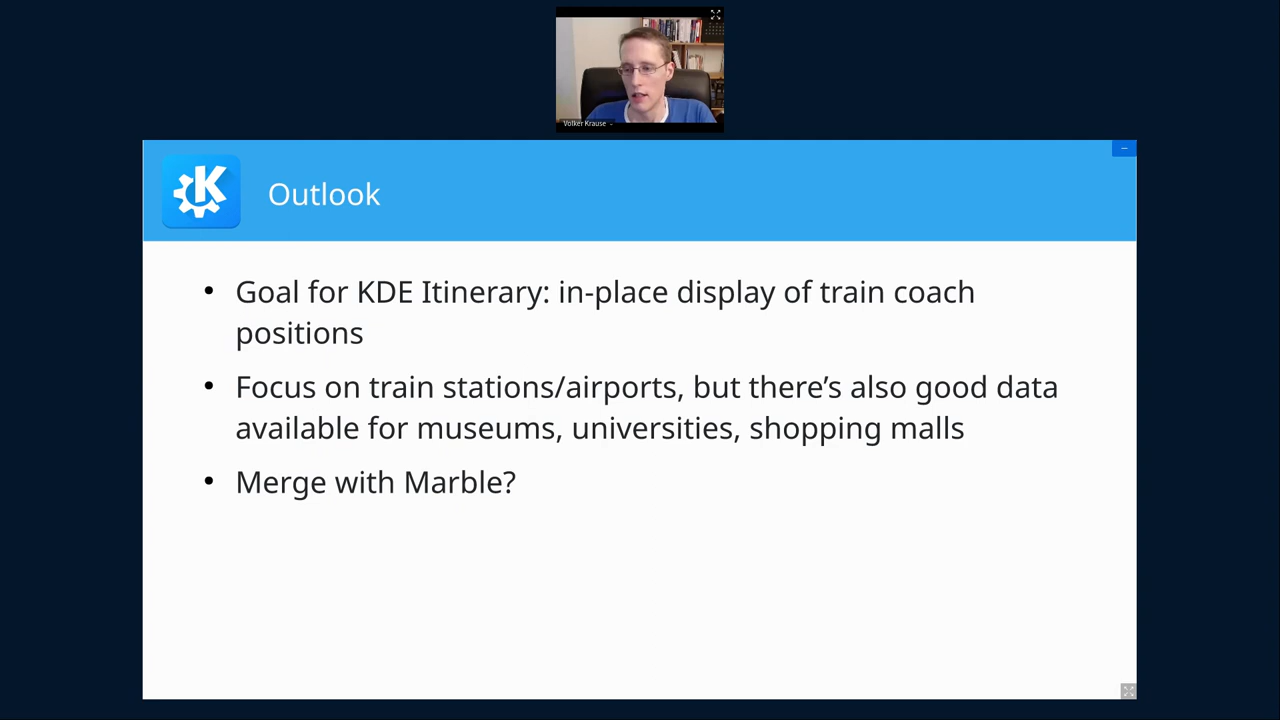 Volker Krause -
Outlook
• Goal for KDE Itinerary: in-place display of train coach
positions
• Focus on train stations/airports, but there’s also good data
available for museums, universities, shopping malls
• Merge with Marble?